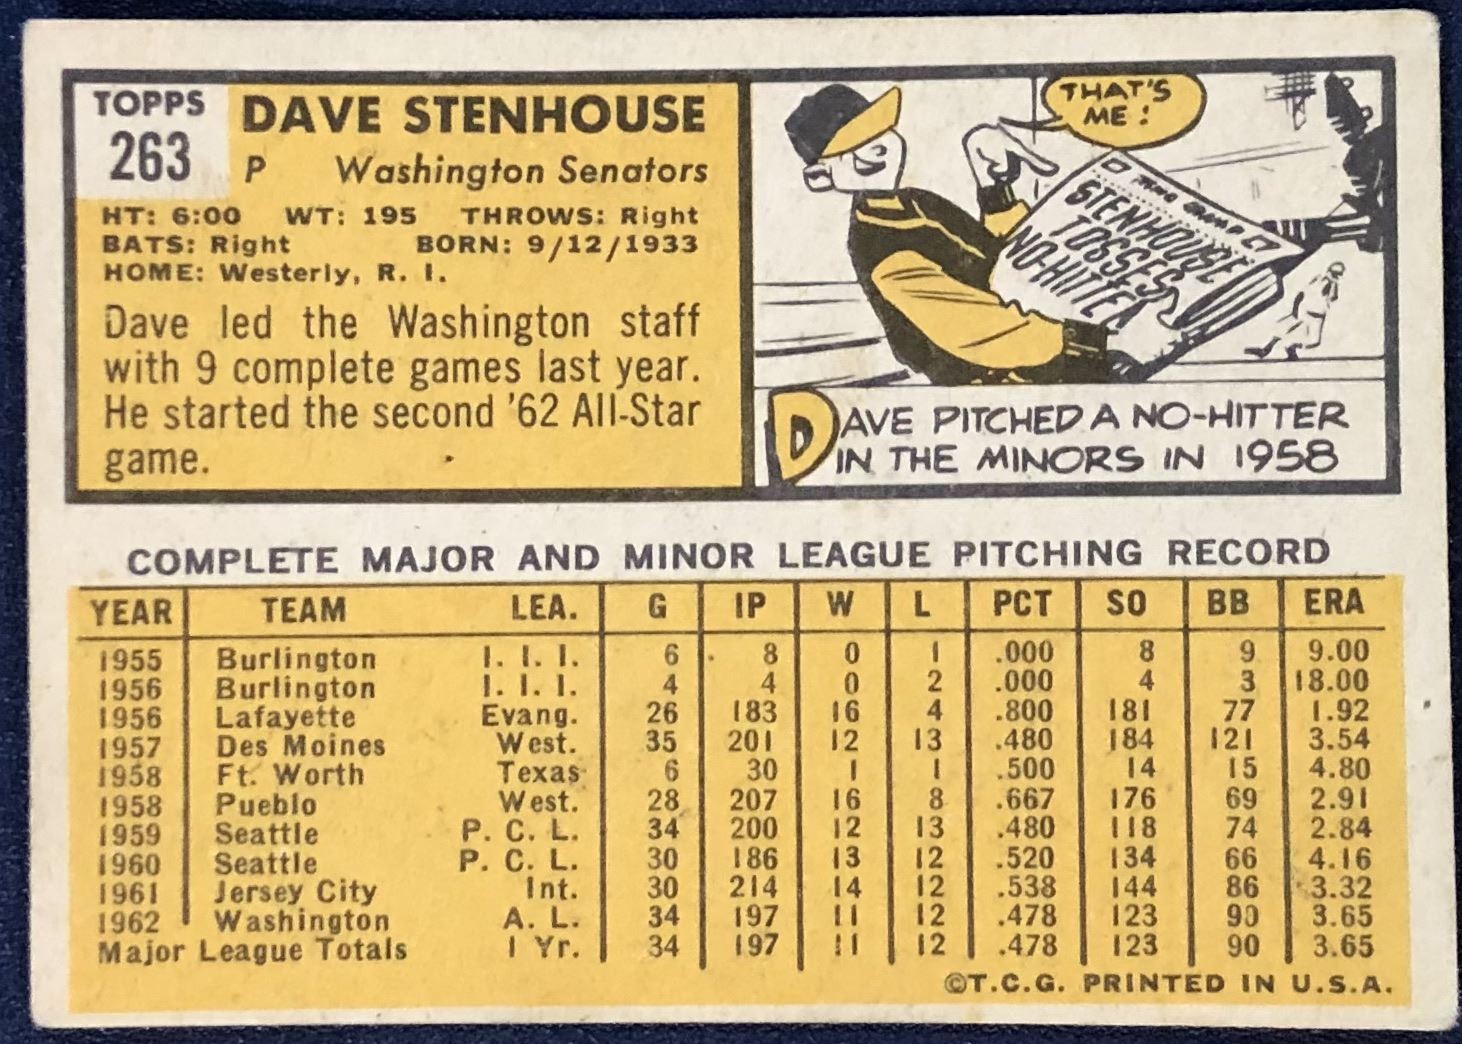 TOPPS
263
DAVE STENHOUSE
P Washington Senators
HT: 6:00 WT: 195 THROWS: Right
BATS: Right BORN: 9/12/1933
HOME: Westerly, R. I.
Dave led the Washington staff
with 9 complete games last year.
He started the second '62 All-Star
game.
THAT'S
ME!
STENHOUSE
TOSSES
NO-HITTER
DAVE PITCHED A NO-HITTER
IN THE MINORS IN 1958
COMPLETE MAJOR AND MINOR LEAGUE PITCHING RECORD
YEAR TEAM LEA. G IP W L PCT SO BB ERA
1955 Burlington I. I. I. 6 8 0 1 .000 8 9 9.00
1956 Burlington I. I. I. 4 4 0 2 .000 4 3 18.00
1956 Lafayette Evang. 26 183 16 4 .800 181 77 1.92
1957 Des Moines West. 35 201 12 13 .480 184 121 3.54
1958 Ft. Worth Texas 6 30 1 1 .500 14 15 4.80
1958 Pueblo West. 28 207 16 8 .667 176 69 2.91
1959 Seattle P. C. L. 34 200 12 13 .480 118 74 2.84
1960 Seattle P. C. L. 30 186 13 12 .520 134 66 4.16
1961 Jersey City Int. 30 214 14 12 .538 144 86 3.32
1962 Washington A. L. 34 197 11 12 .478 123 90 3.65
Major League Totals 1 Yr. 34 197 11 12 .478 123 90 3.65
©T.C.G. PRINTED IN U.S.A.